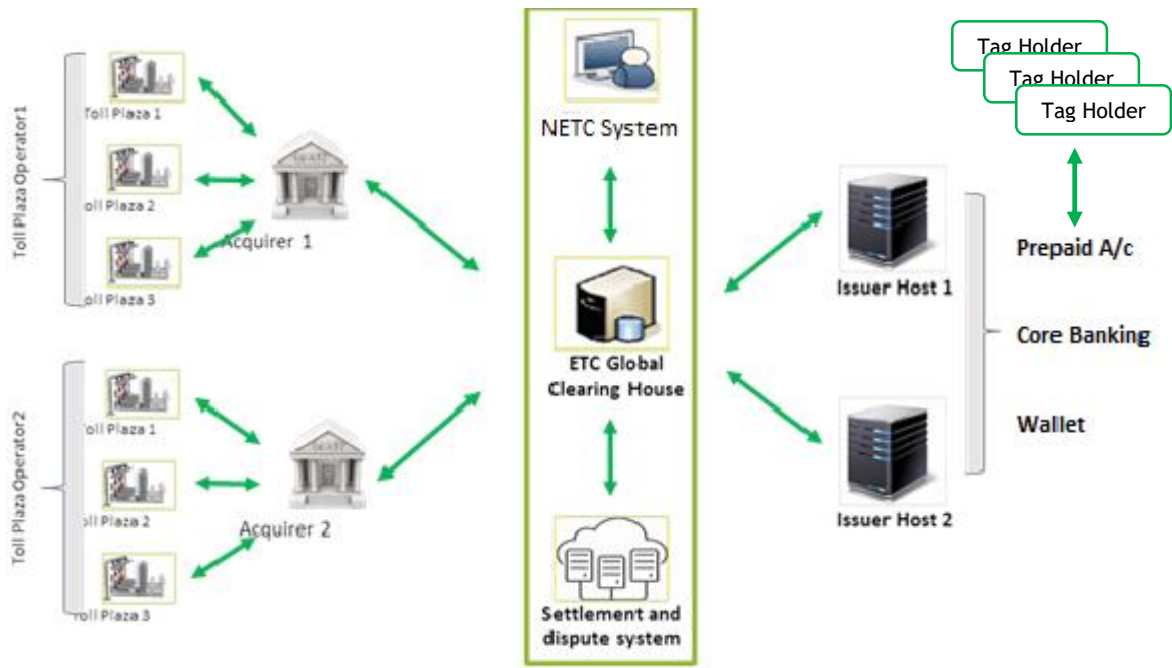 Toll Plaza Operator1
Toll Plaza 1
Toll Plaza 2
Toll Plaza 3
Acquirer 1
Toll Plaza Operator2
Toll Plaza 1
Toll Plaza 2
Toll Plaza 3
Acquirer 2
NETC System
ETC Global
Clearing House
Settlement and
dispute system
Issuer Host 1
Issuer Host 2
Tag Holder
Tag Holder
Tag Holder
Prepaid A/c
Core Banking
Wallet